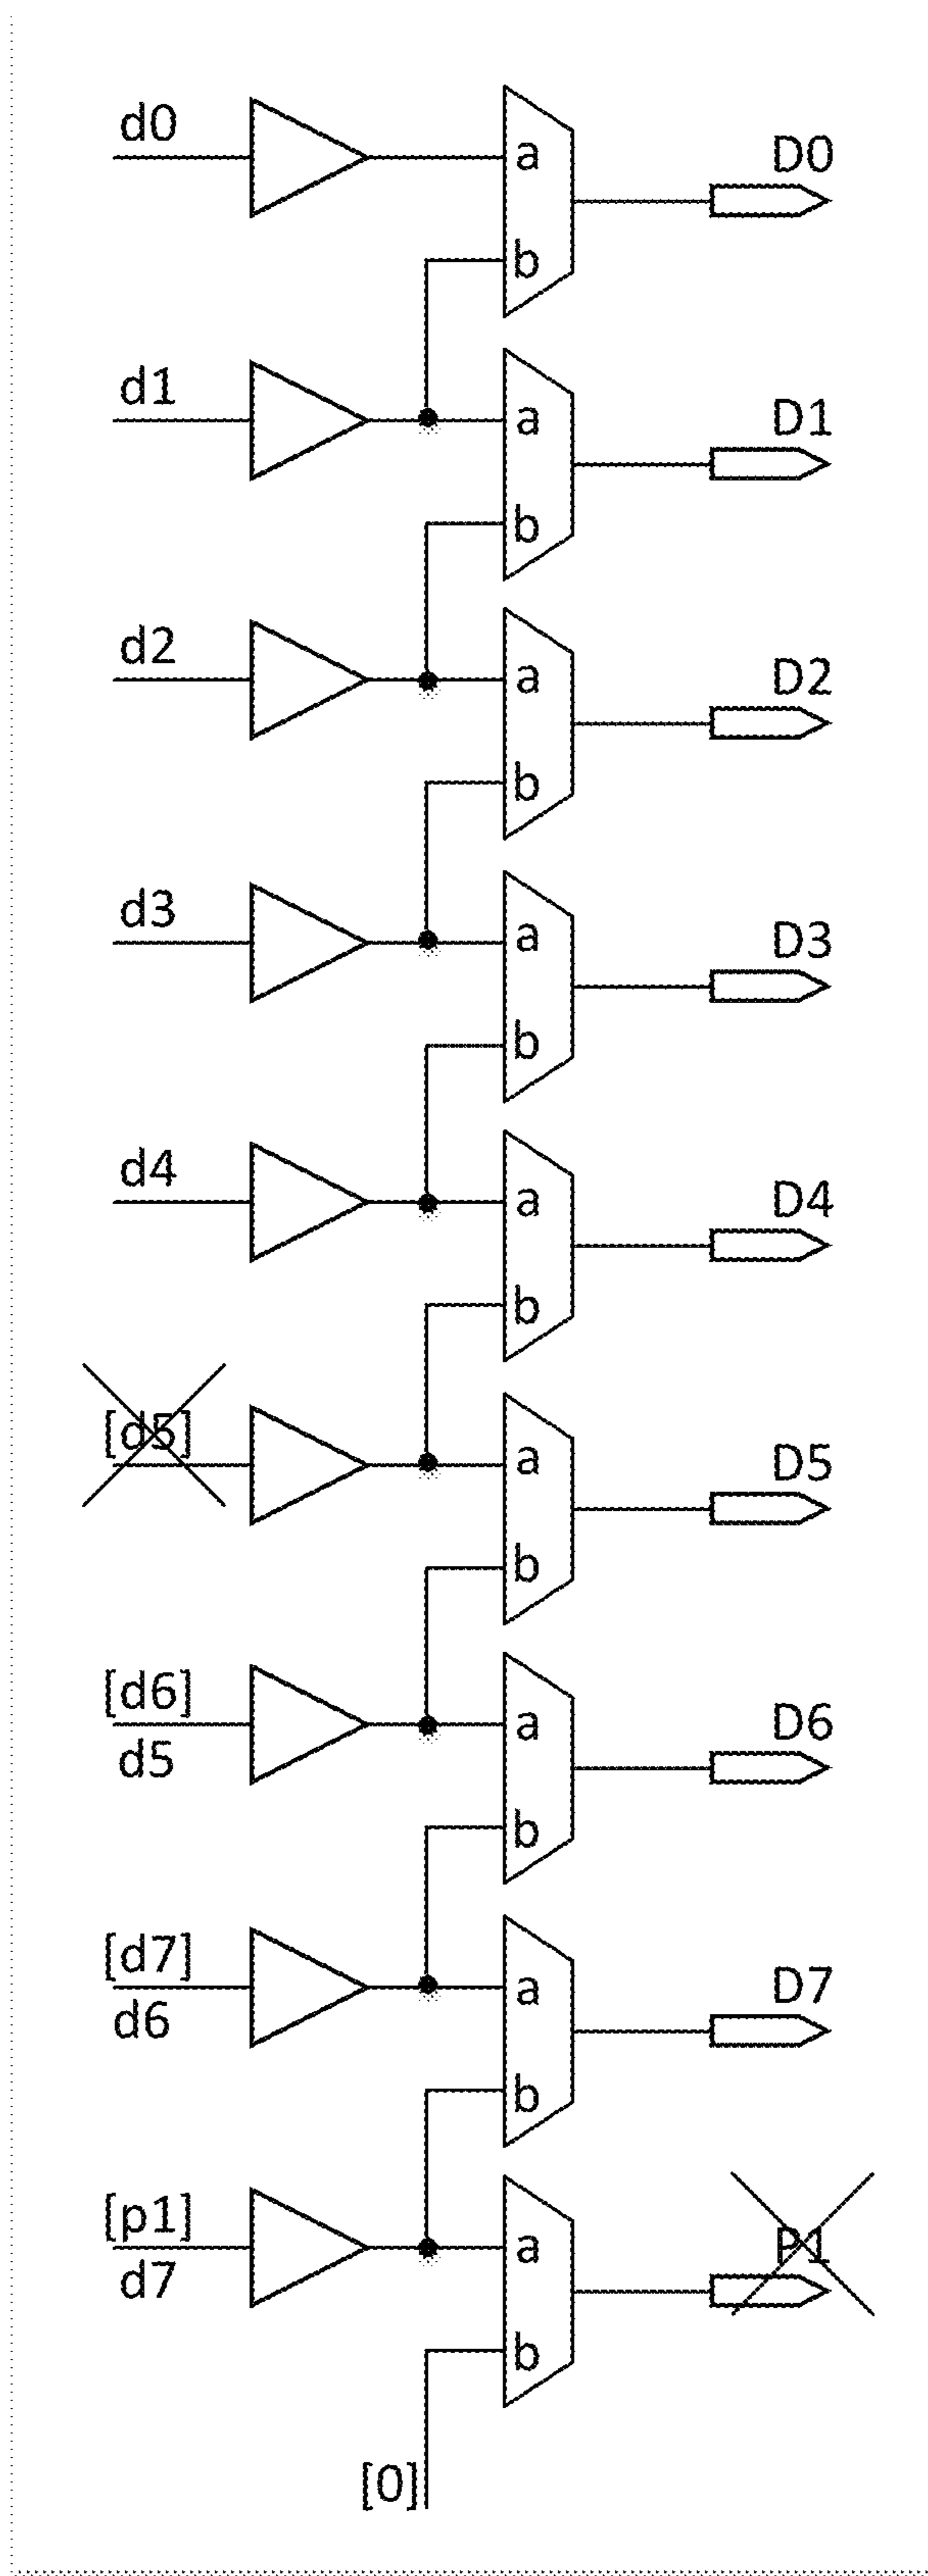 d0
a
D0
b
d1
a
D1
b
d2
a
D2
b
d3
a
D3
b
d4
a
D4
b
[d5]
a
D5
b
[d6]
a
D6
d5
b
[d7]
a
D7
d6
b
[p1]
a
P1
d7
b
[0]